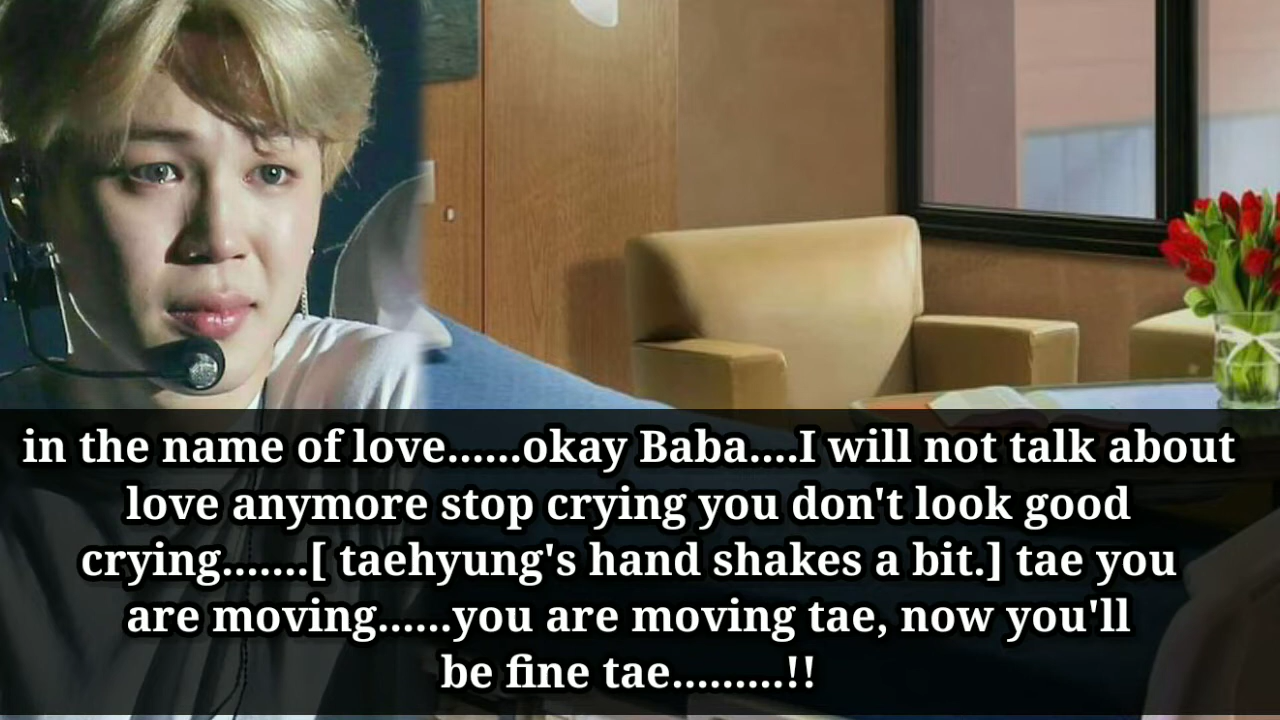 in the name of love......okay Baba....I will not talk about
love anymore stop crying you don't look good
crying.......[ taehyung's hand shakes a bit.] tae you
are moving......you are moving tae, now you'll
be fine tae.........!!